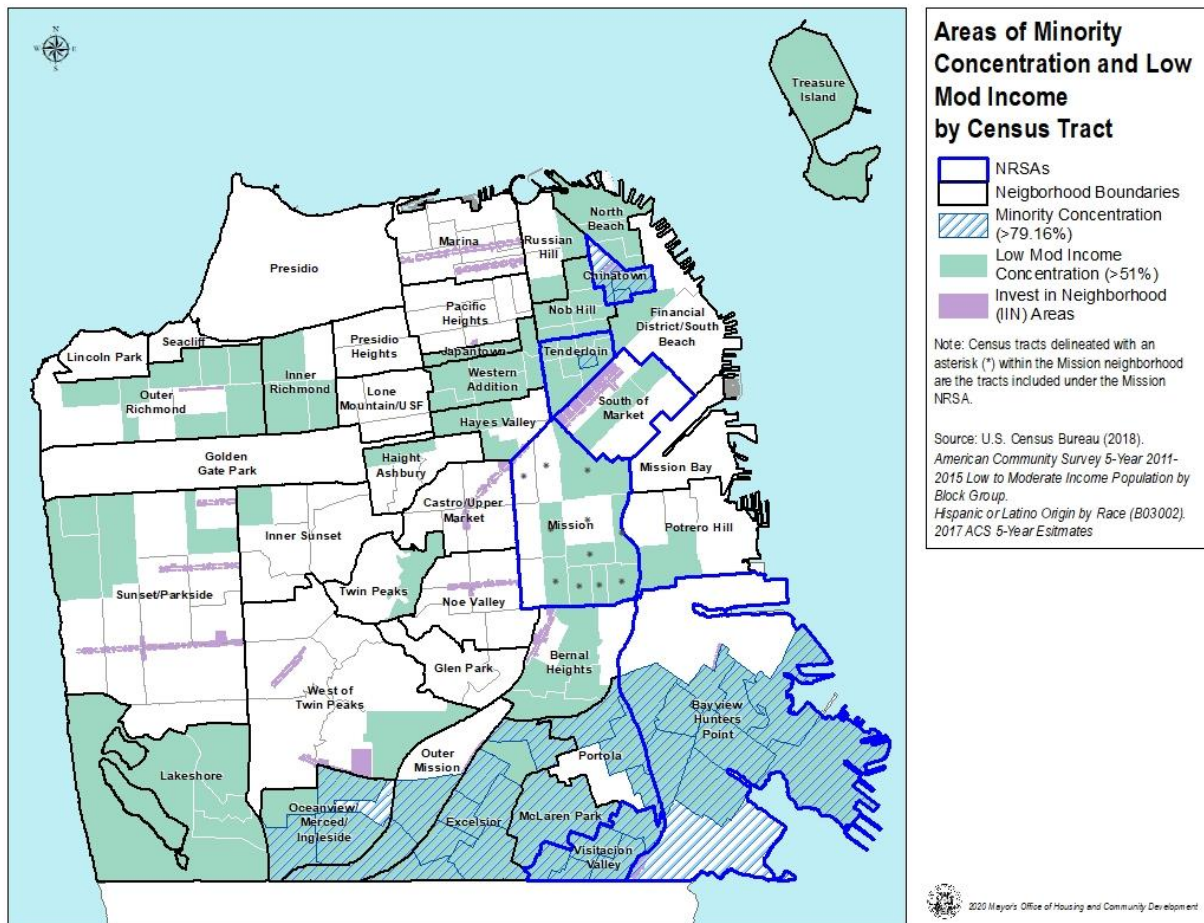 Areas of Minority
Concentration and Low
Mod Income
by Census Tract
NRSAs
Neigborhood Boundaries
Minority Concentration
(>79.16%)
Low Mod Income
Concentration (>51%)
Invest in Neighborhood
(IIN) Areas
Note: Census tracts delineated with an
asterisk (*) within the Mission neighborhood
are the tracts included under the Mission
NRSA.
Source: U.S. Census Bureau (2018).
American Community Survey 5-Year 2011-
2015 Low to Moderate Income Population by
Block Group.
Hispanic or Latino Origin by Race (B03002).
2017 ACS 5-Year Esitmates
2020 Mayor's Office of Housing and Community Development
N
W
E
S
Treasure
Island
North
Beach
Marina
Russian
Hill
Presidio
Chinatown
Pacific
Heights
Nob Hill
Financial
District/South
Beach
Seacliff
Lincoln Park
Presidio
Heights
Japantown
Tenderloin
Western
Addition
Inner
Richmond
Outer
Richmond
Lone
Mountain/USF
South of
Market
Hayes Valley
Golden
Gate Park
Haight
Ashbury
Mission Bay
Castro/Upper
Market
Mission
Potrero Hill
Inner Sunset
Sunset/Parkside
Twin Peaks
Noe Valley
Glen Park
Bernal
Heights
West of
Twin Peaks
Bayview
Hunters
Point
Outer
Mission
Portola
Lakeshore
Oceanview/
Merced/
Ingleside
Excelsior
McLaren Park
Visitacion
Valley